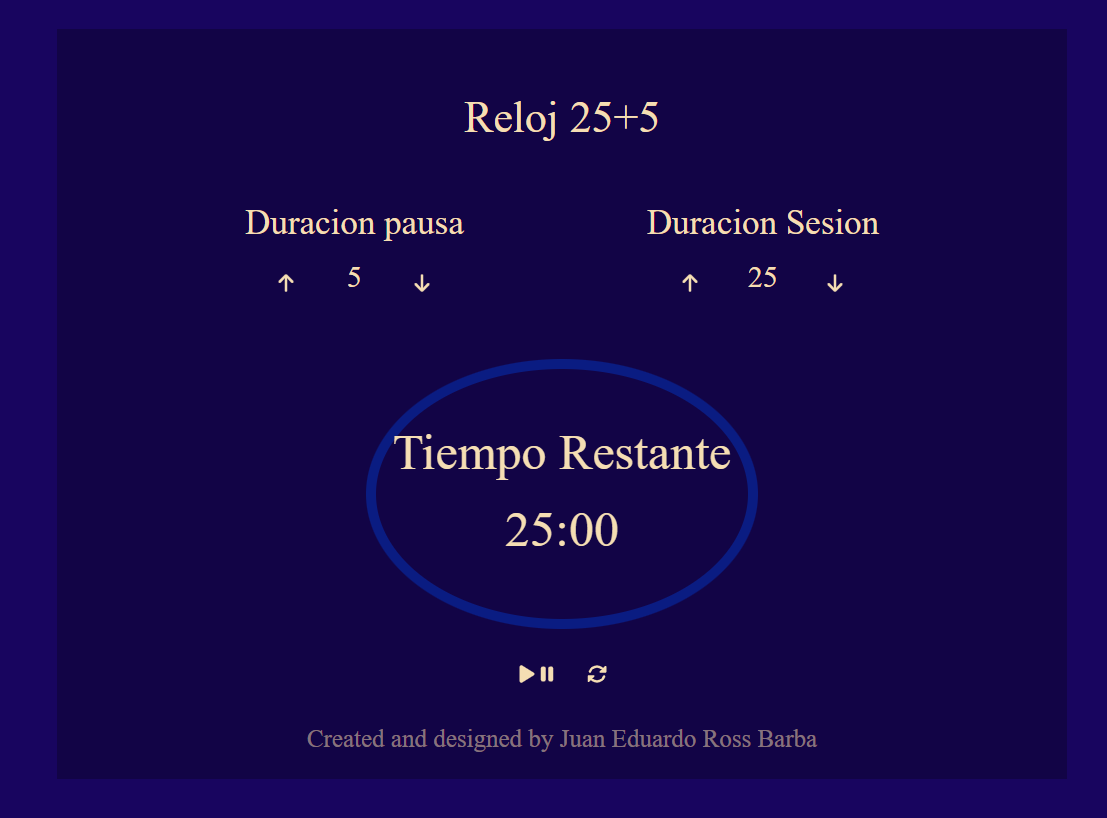 Reloj 25+5
Duracion pausa
5
Duracion Sesion
25
Tiempo Restante
25:00
Created and designed by Juan Eduardo Ross Barba